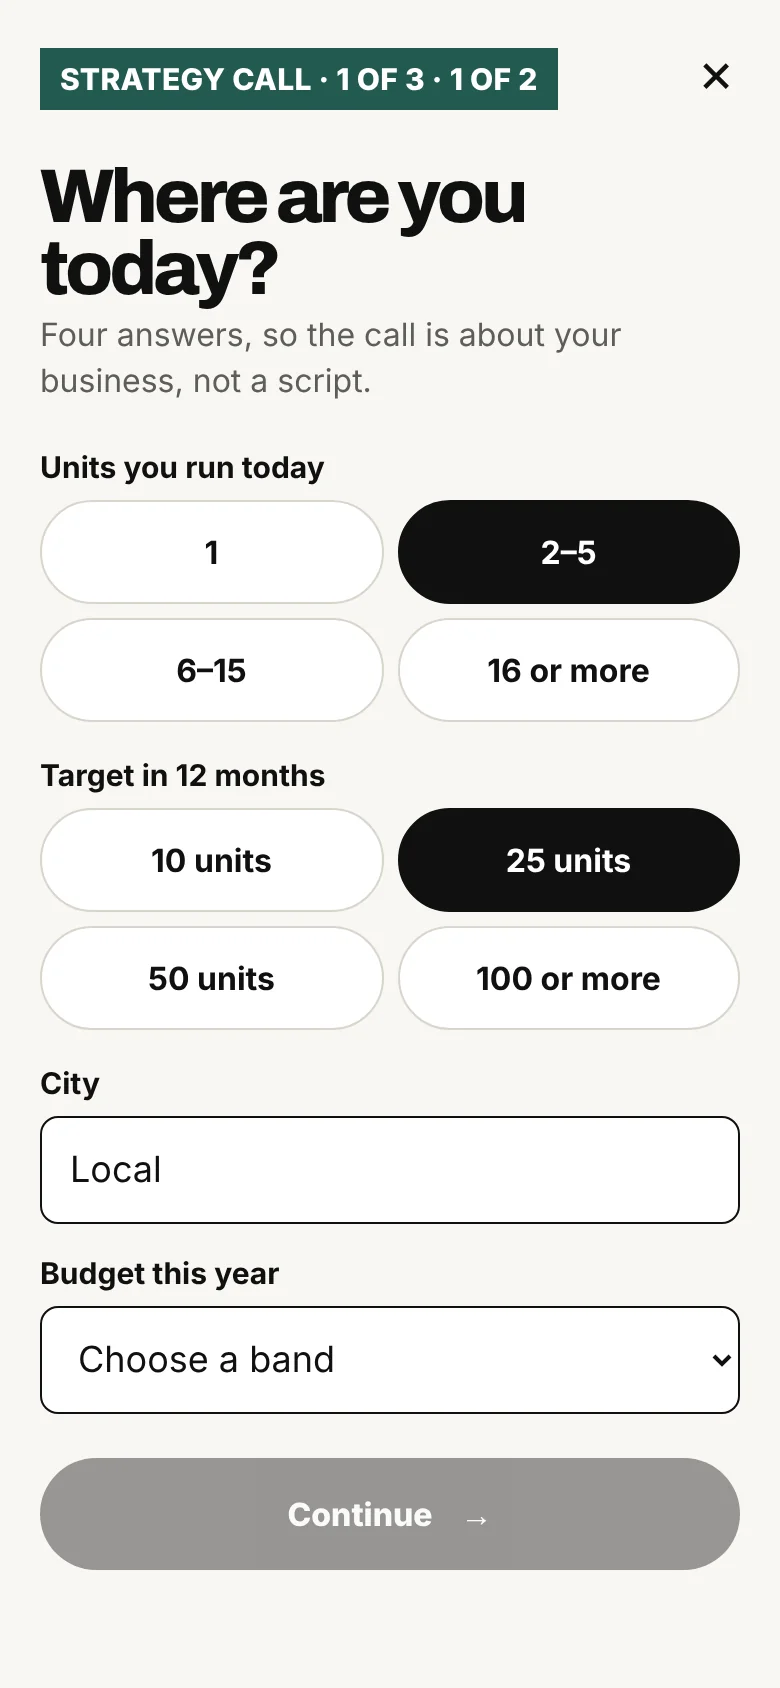 STRATEGY CALL · 1 OF 3 · 1 OF 2
Where are you
today?
Four answers, so the call is about your
business, not a script.
Units you run today
1
2–5
6–15
16 or more
Target in 12 months
10 units
25 units
50 units
100 or more
City
Local
Budget this year
Choose a band
Continue →